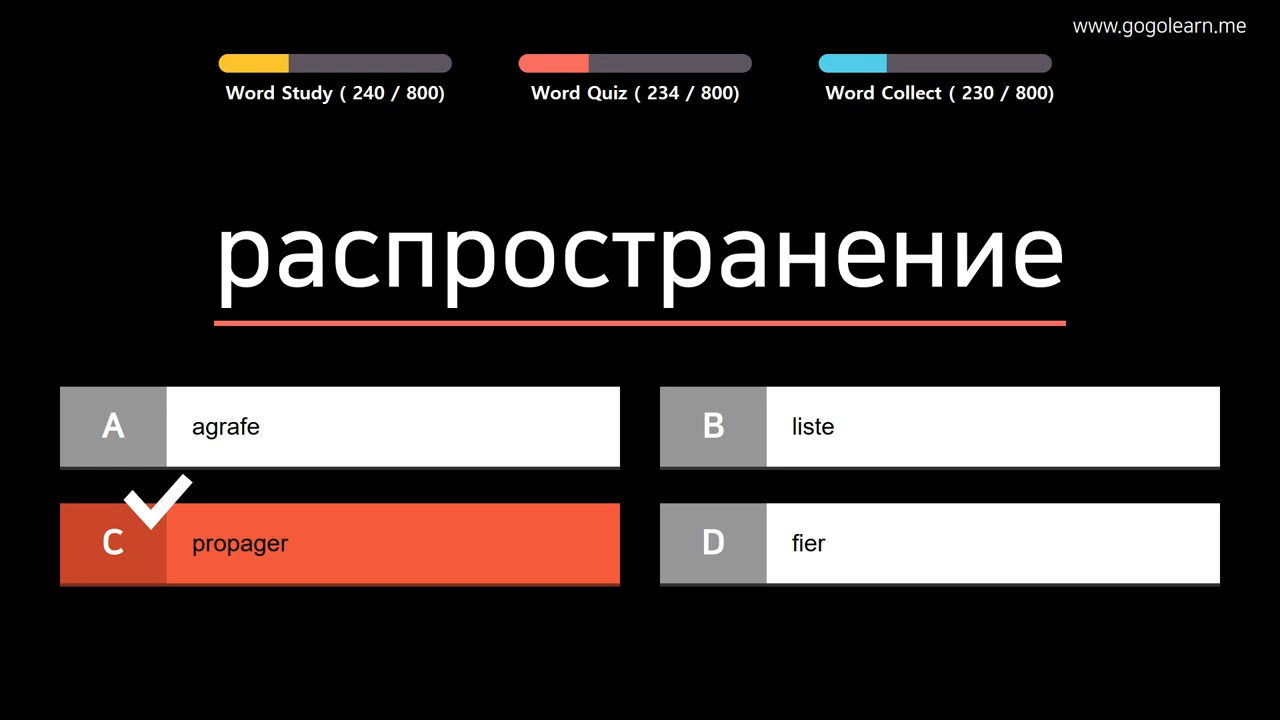 www.gogolearn.me
Word Study ( 240 / 800)
Word Quiz ( 234 / 800)
Word Collect ( 230 / 800)
распространение
A agrafe
B liste
C propager
D fier